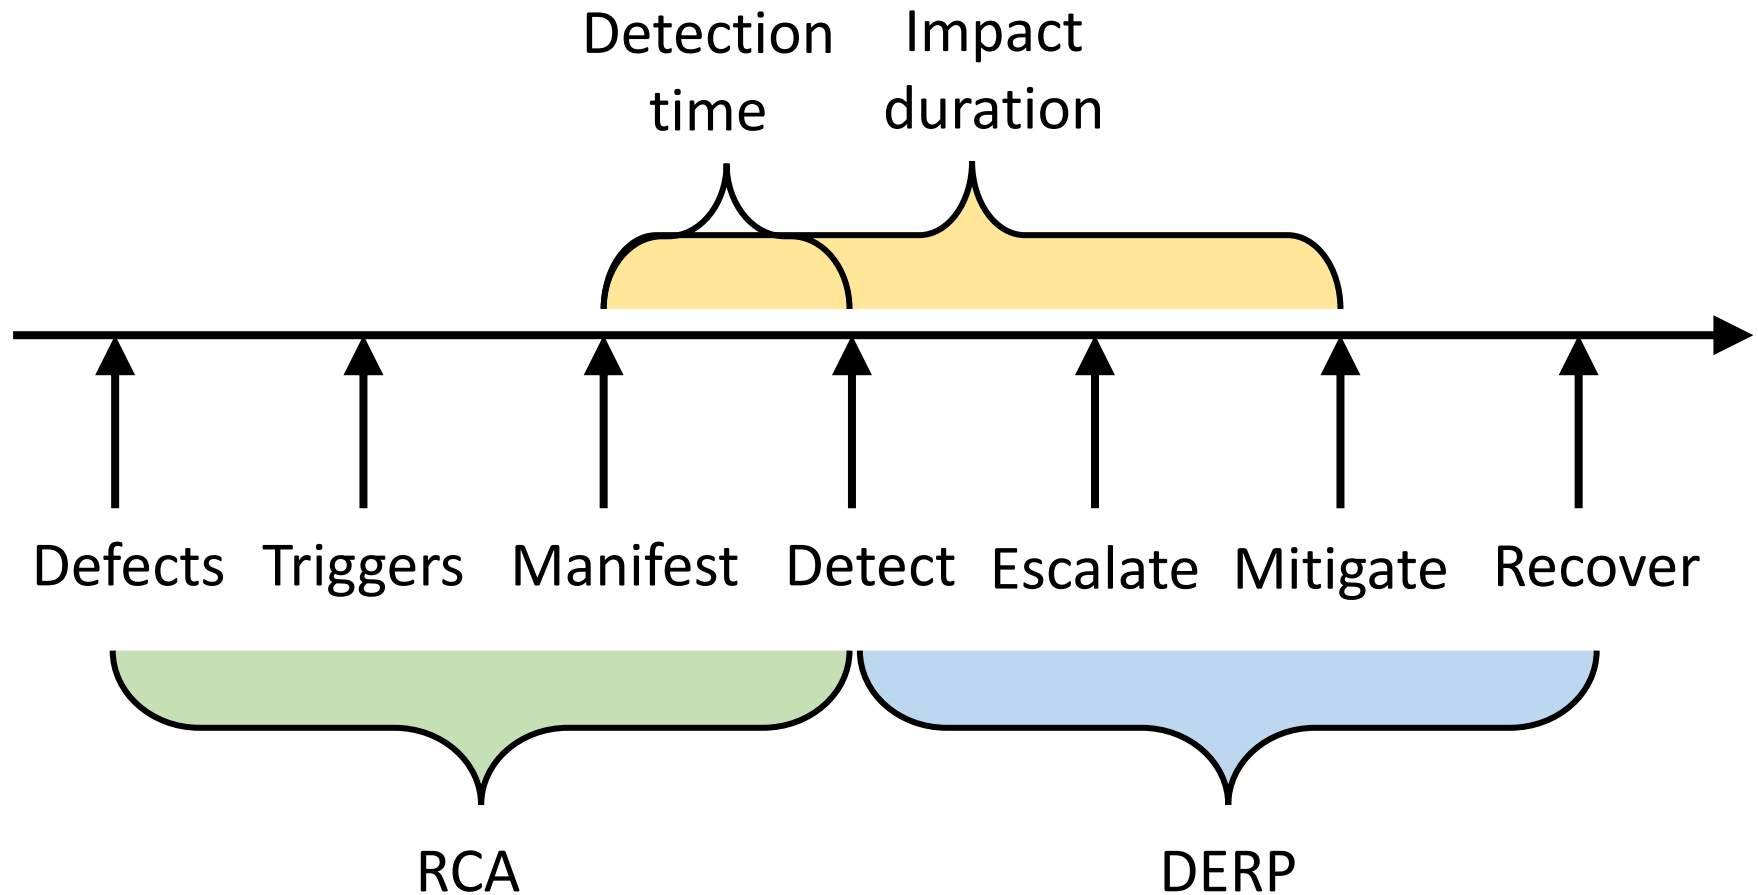 Detection
time
Impact
duration
Defects
Triggers
Manifest
Detect
Escalate
Mitigate
Recover
RCA
DERP